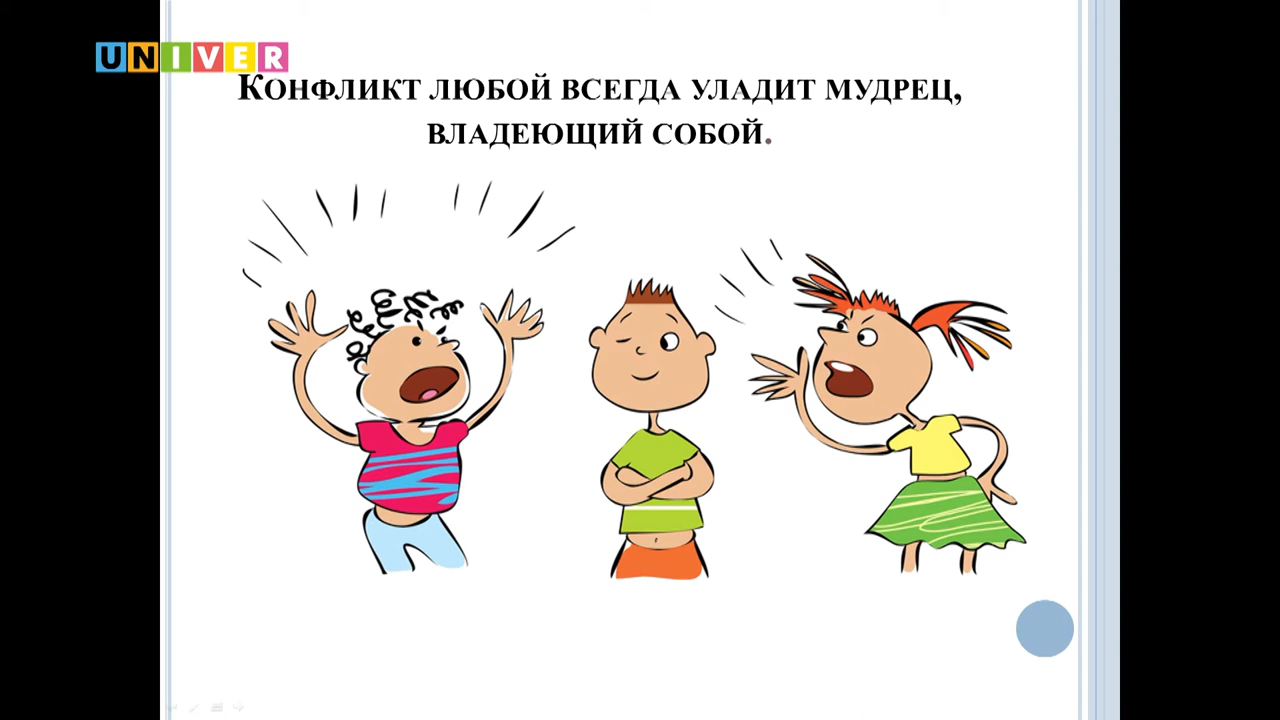 UNIVER
Конфликт любой всегда уладит мудрец,
владеющий собой.